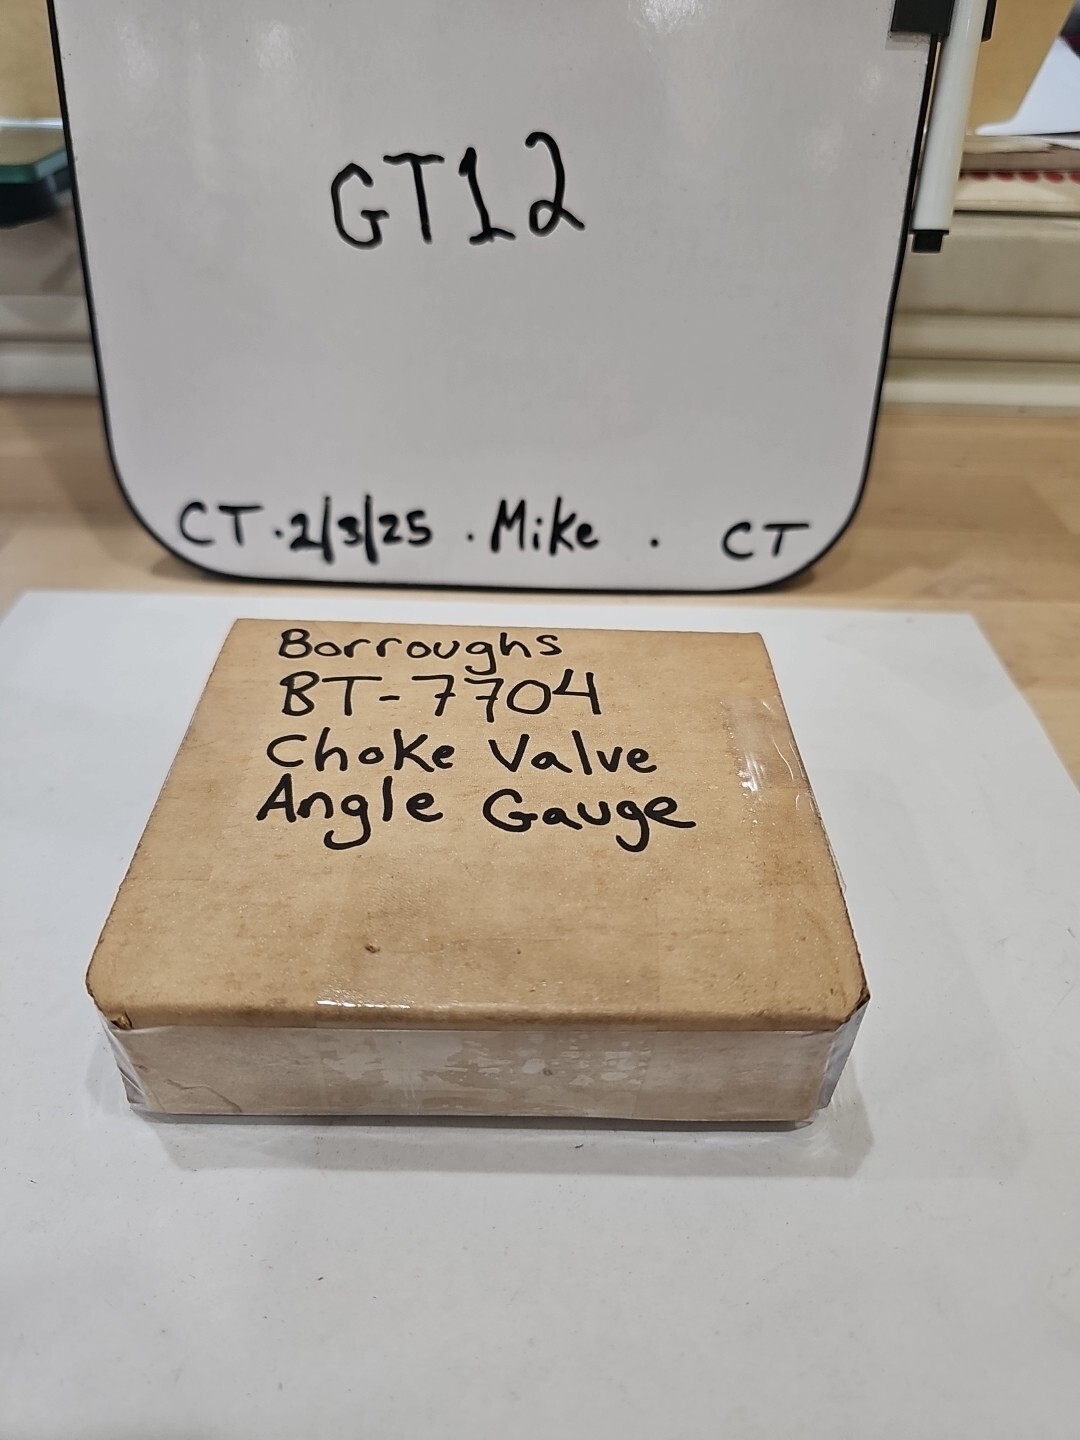 GT12
CT · 2/3/25 · Mike · CT
Borroughs
BT-7704
Choke Valve
Angle Gauge